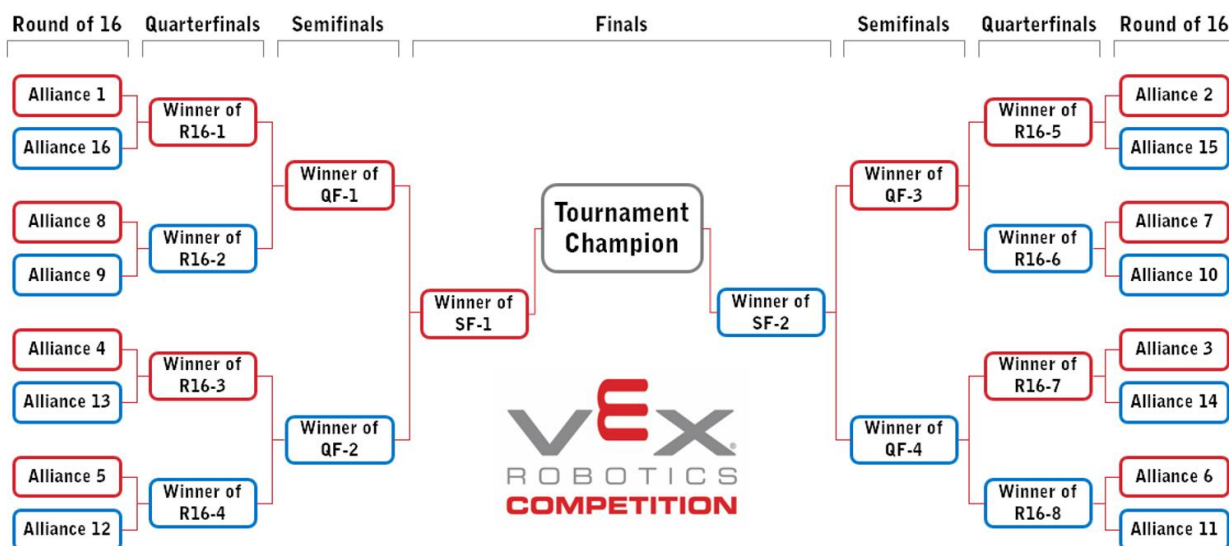 Round of 16
Quarterfinals
Semifinals
Finals
Semifinals
Quarterfinals
Round of 16
Alliance 1
Alliance 16
Alliance 8
Alliance 9
Alliance 4
Alliance 13
Alliance 5
Alliance 12
Winner of
R16-1
Winner of
R16-2
Winner of
R16-3
Winner of
R16-4
Winner of
QF-1
Winner of
QF-2
Winner of
SF-1
Tournament
Champion
Winner of
SF-2
Winner of
QF-3
Winner of
QF-4
Winner of
R16-5
Winner of
R16-6
Winner of
R16-7
Winner of
R16-8
Alliance 2
Alliance 15
Alliance 7
Alliance 10
Alliance 3
Alliance 14
Alliance 6
Alliance 11
VEX®
ROBOTICS
COMPETITION